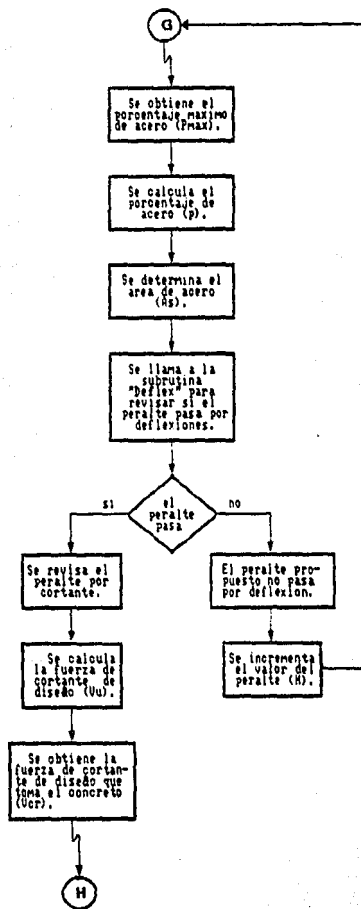 G
Se obtiene el
porcentaje maximo
de acero (Pmax).
Se calcula el
porcentaje de
acero (p).
Se determina el
area de acero
(As).
Se llama a la
subrutina
"Deflex" para
revisar si el
peralte pasa por
deflexiones.
el
peralte
pasa
si
no
Se revisa el
peralte por
cortante.
El peralte pro-
puesto no pasa
por deflexion.
Se calcula
la fuerza de
cortante de
diseño (Vu).
Se incrementa
el valor del
peralte (H).
Se obtiene la
fuerza de cortan-
te de diseño que
toma el concreto
(Vcr).
H